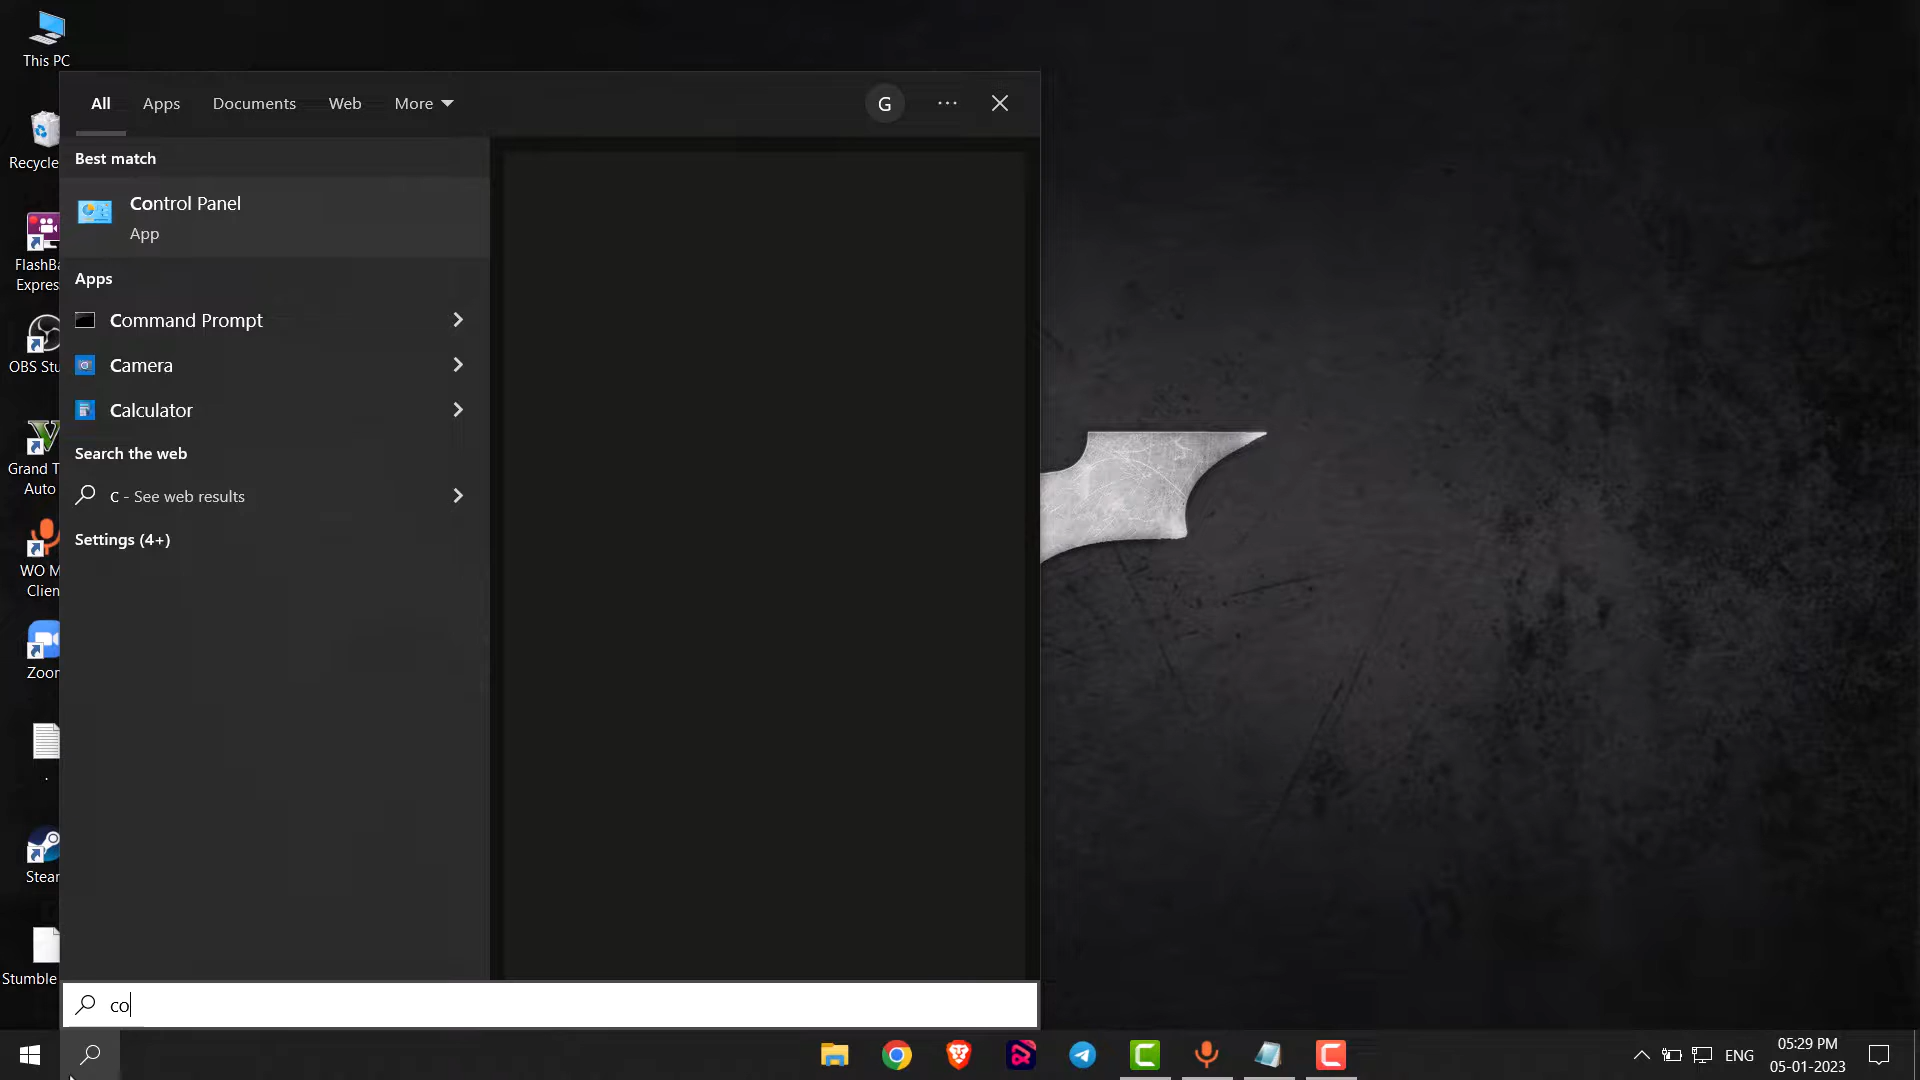 This PC
All Apps Documents Web More
G
Best match
Control Panel
App
Apps
Command Prompt
Camera
Calculator
Search the web
c - See web results
Settings (4+)
Recycle
FlashBa
Expres
OBS Stu
Grand T
Auto
WO M
Clien
Zoor
.
Stear
Stumble
co
ENG
05:29 PM
05-01-2023